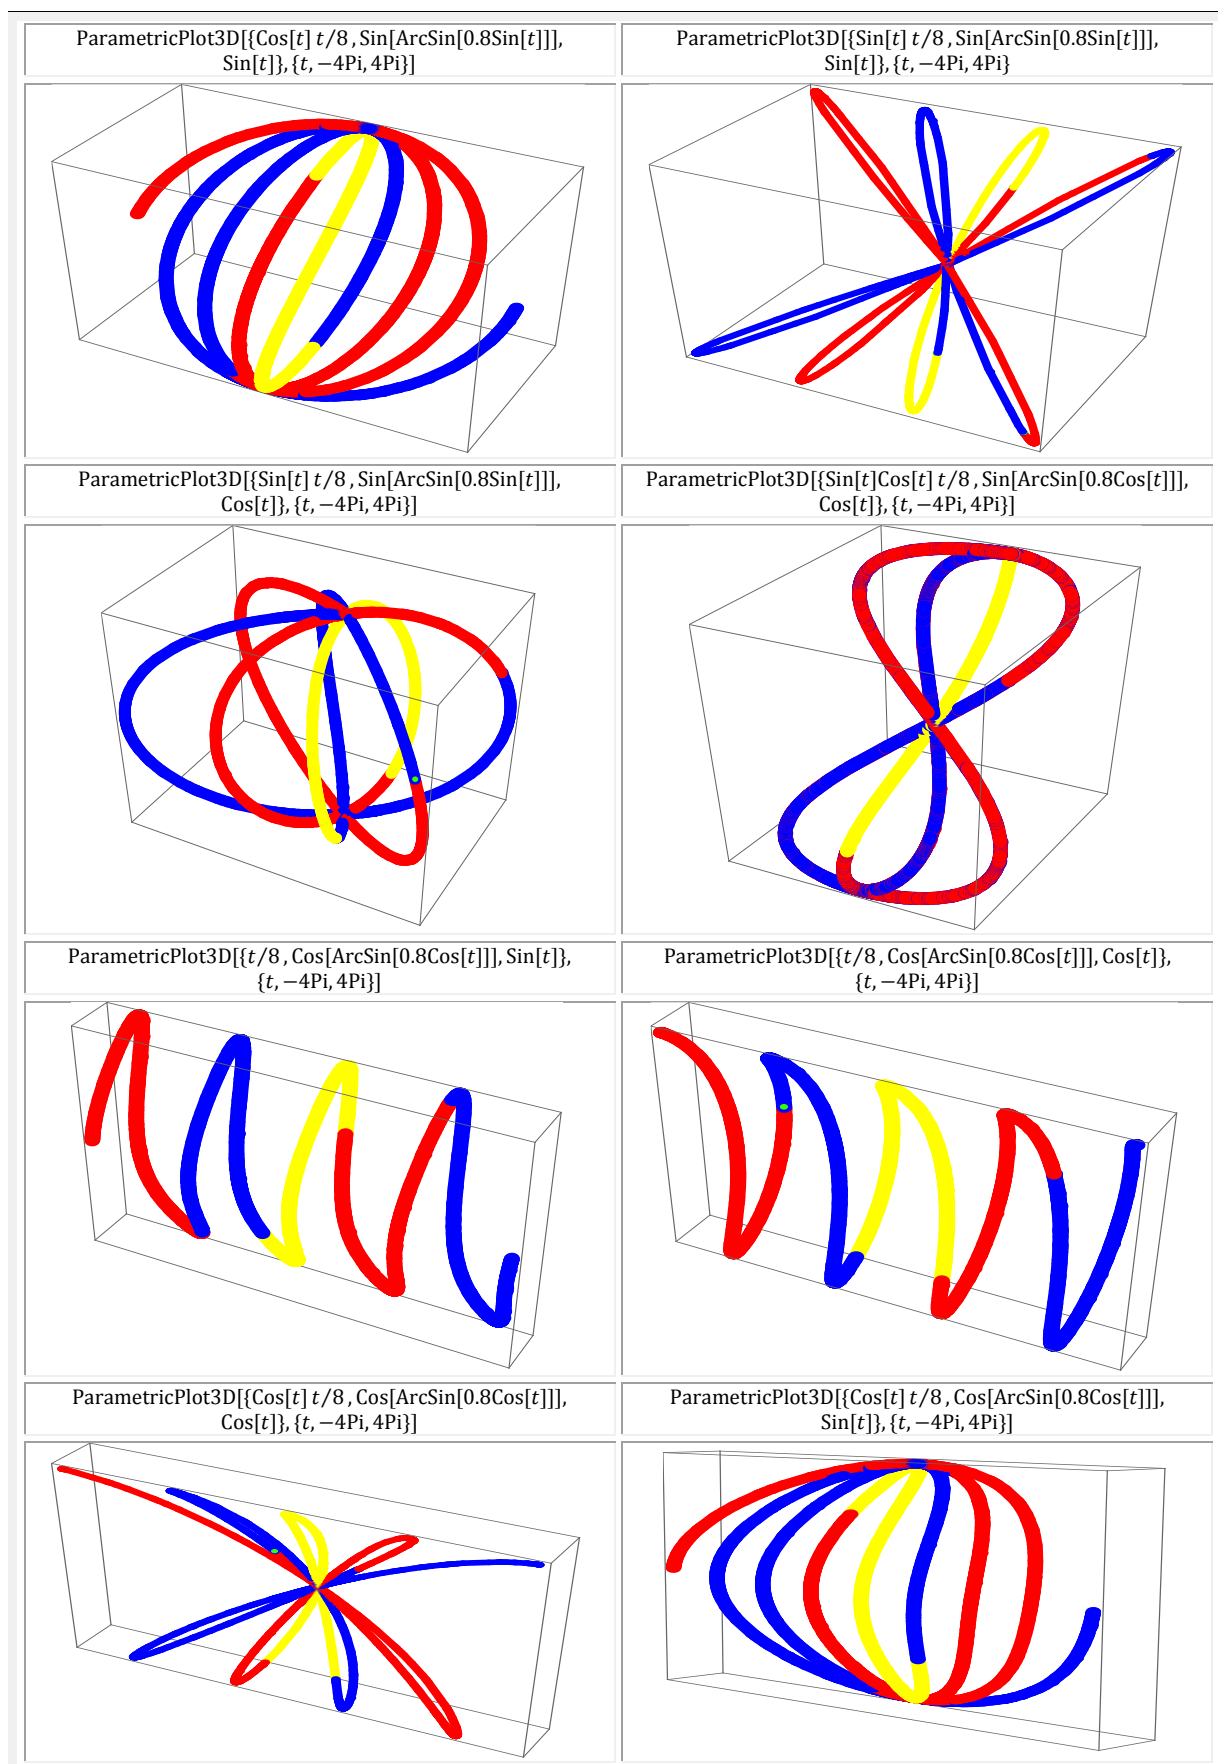 ParametricPlot3D[{Cos[t] t/8 , Sin[ArcSin[0.8Sin[t]]],
Sin[t]}, {t, −4Pi, 4Pi}]
ParametricPlot3D[{Sin[t] t/8 , Sin[ArcSin[0.8Sin[t]]],
Sin[t]}, {t, −4Pi, 4Pi}
ParametricPlot3D[{Sin[t] t/8 , Sin[ArcSin[0.8Sin[t]]],
Cos[t]}, {t, −4Pi, 4Pi}]
ParametricPlot3D[{Sin[t]Cos[t] t/8 , Sin[ArcSin[0.8Cos[t]]],
Cos[t]}, {t, −4Pi, 4Pi}]
ParametricPlot3D[{t/8 , Cos[ArcSin[0.8Cos[t]]], Sin[t]},
{t, −4Pi, 4Pi}]
ParametricPlot3D[{t/8 , Cos[ArcSin[0.8Cos[t]]], Cos[t]},
{t, −4Pi, 4Pi}]
ParametricPlot3D[{Cos[t] t/8 , Cos[ArcSin[0.8Cos[t]]],
Cos[t]}, {t, −4Pi, 4Pi}]
ParametricPlot3D[{Cos[t] t/8 , Cos[ArcSin[0.8Cos[t]]],
Sin[t]}, {t, −4Pi, 4Pi}]